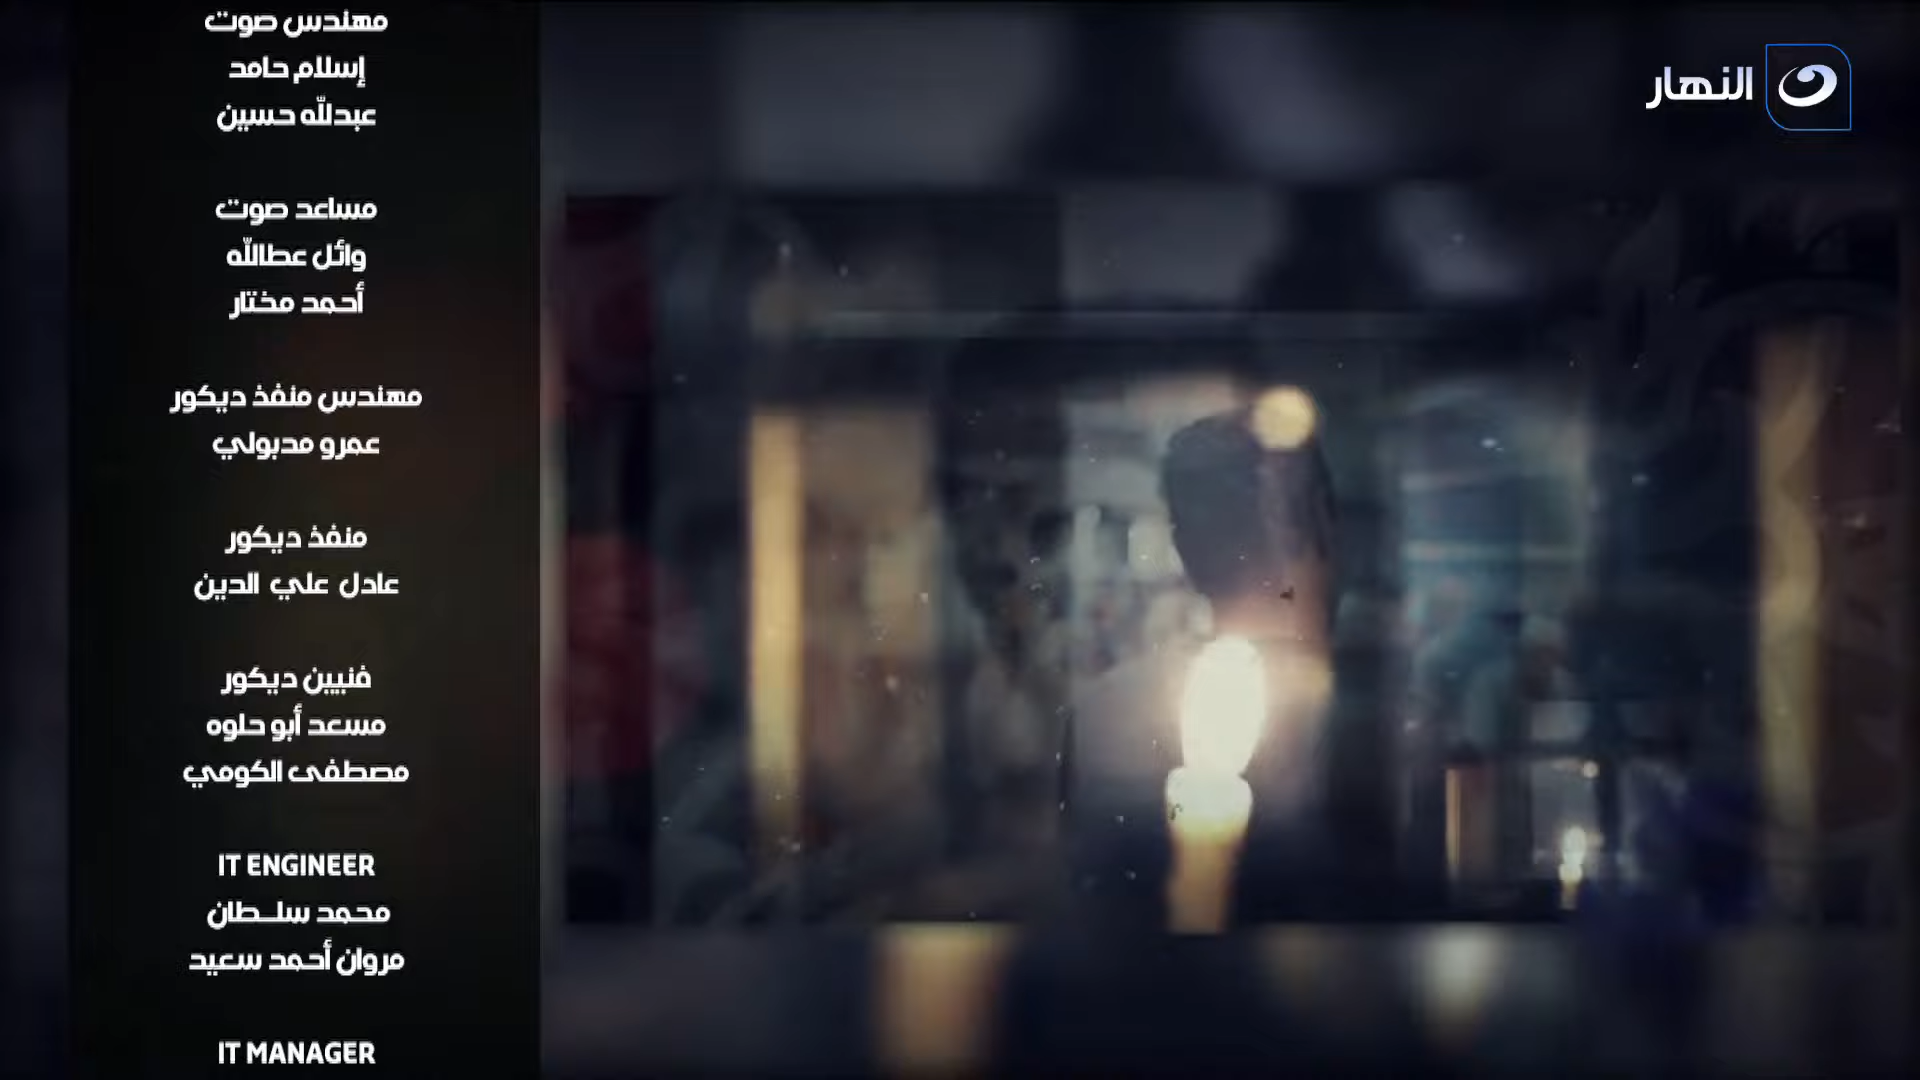 مهندس صوت
إسلام حامد
عبدلله حسين
مساعد صوت
وائل عطالله
أحمد مختار
مهندس منفذ ديكور
عمرو مدبولي
منفذ ديكور
عادل علي الدين
فنيين ديكور
مسعد أبو حلوه
مصطفى الكومي
IT ENGINEER
محمد سلـطان
مروان أحمد سعيد
IT MANAGER
النهار